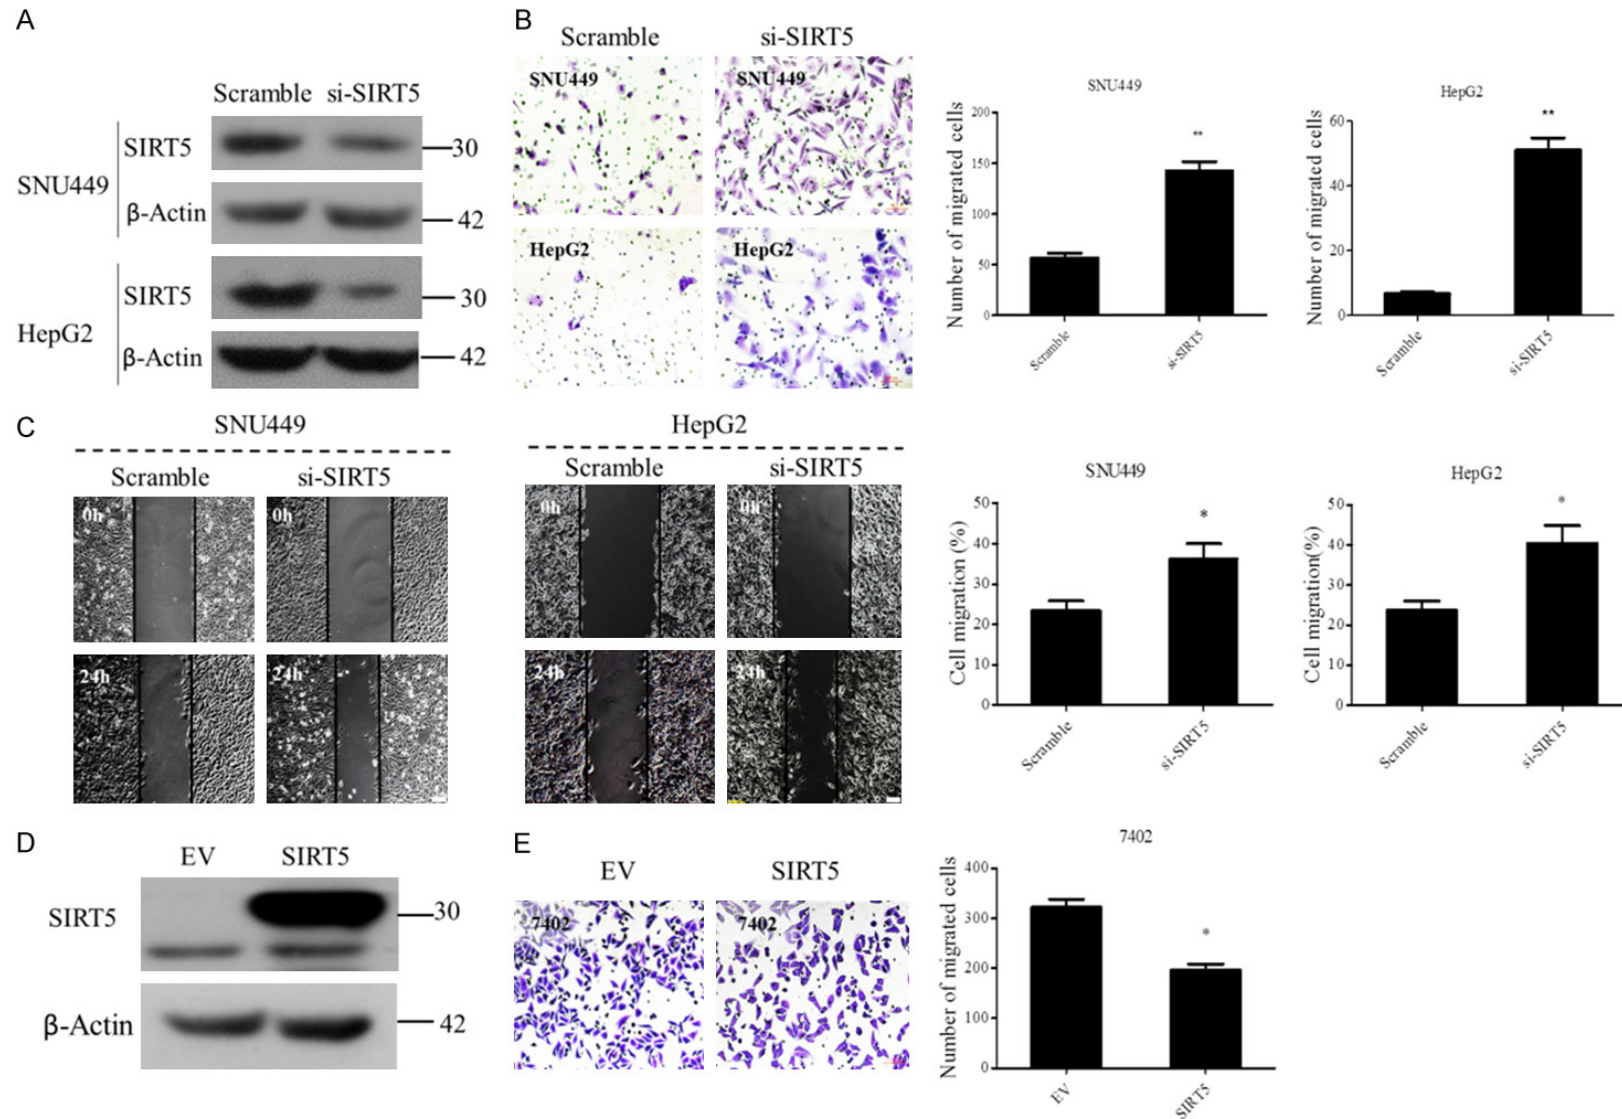 A
Scramble si-SIRT5
SNU449
SIRT5
30
β-Actin
42
HepG2
SIRT5
30
β-Actin
42
B
Scramble si-SIRT5
SNU449
SNU449
HepG2
HepG2
SNU449
Number of migrated cells
200
150
100
50
0
**
Scramble
si-SIRT5
HepG2
Number of migrated cells
60
40
20
0
**
Scramble
si-SIRT5
C
SNU449
Scramble si-SIRT5
0h
0h
24h
24h
HepG2
Scramble si-SIRT5
0h
0h
24h
24h
SNU449
Cell migration (%)
50
40
30
20
10
0
*
Scramble
si-SIRT5
HepG2
Cell migration(%)
50
40
30
20
10
0
*
Scramble
si-SIRT5
D
EV SIRT5
SIRT5
30
β-Actin
42
E
EV SIRT5
7402
7402
7402
Number of migrated cells
400
300
200
100
0
*
EV
SIRT5